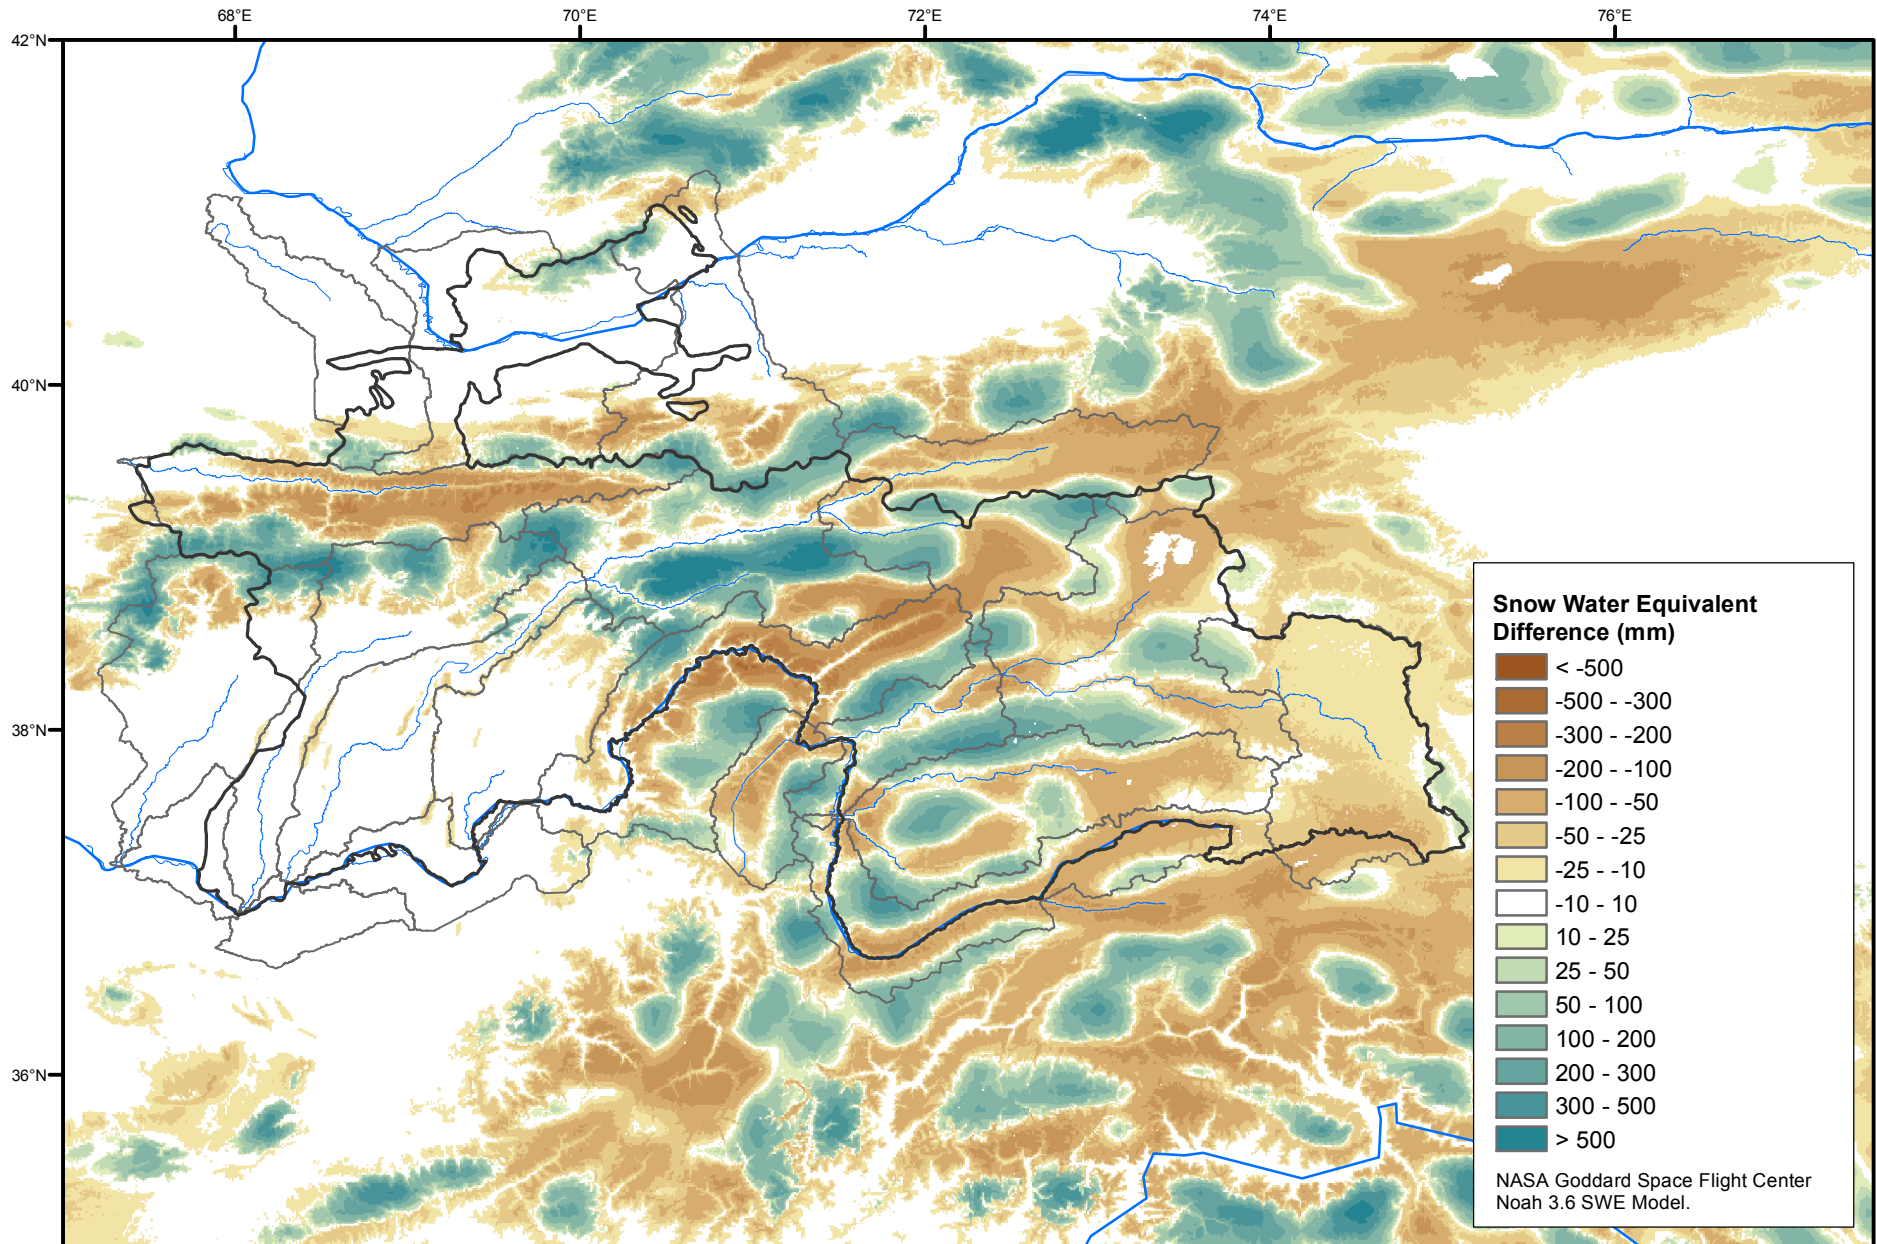 68°E 70°E 72°E 74°E 76°E
42°N
40°N
38°N
36°N
Snow Water Equivalent
Difference (mm)
< -500
-500 - -300
-300 - -200
-200 - -100
-100 - -50
-50 - -25
-25 - -10
-10 - 10
10 - 25
25 - 50
50 - 100
100 - 200
200 - 300
300 - 500
> 500
NASA Goddard Space Flight Center
Noah 3.6 SWE Model.